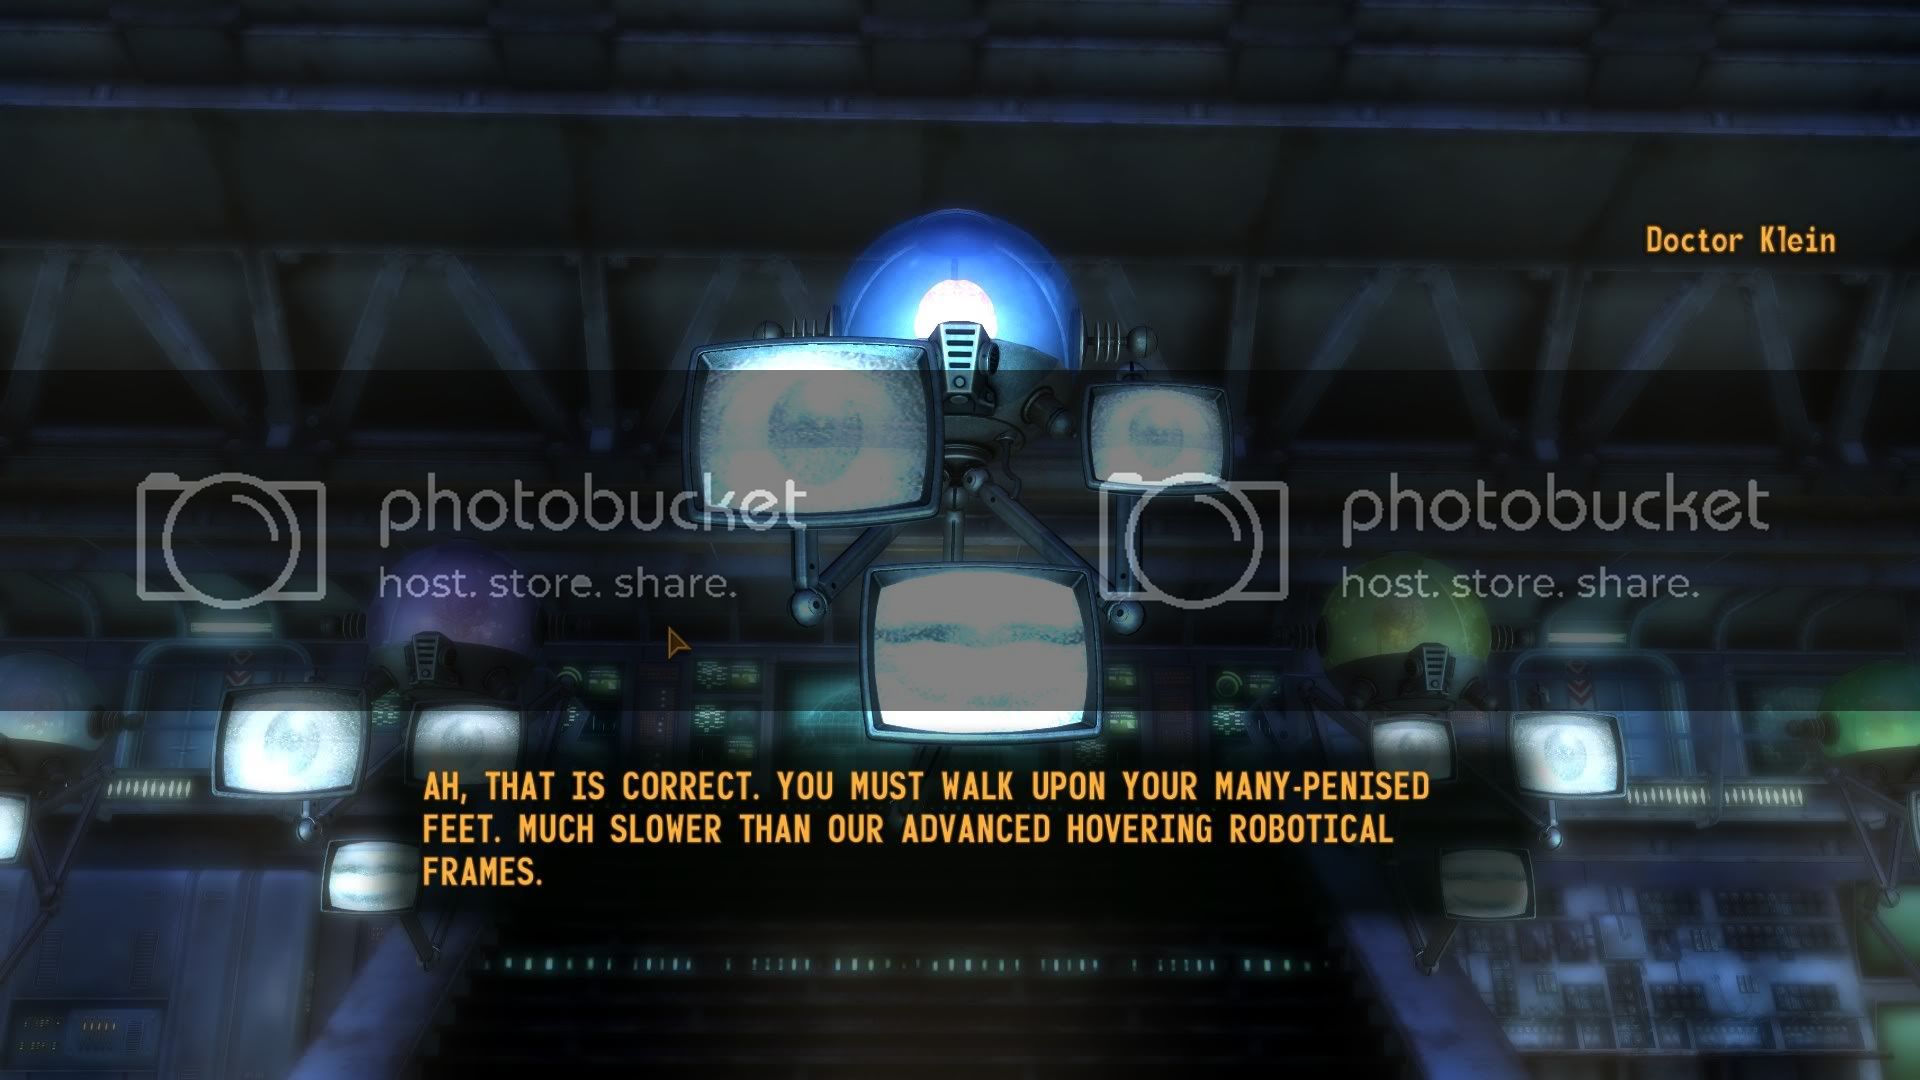 Doctor Klein
photobucket
host. store. share.
photobucket
host. store. share.
AH, THAT IS CORRECT. YOU MUST WALK UPON YOUR MANY-PENISED
FEET. MUCH SLOWER THAN OUR ADVANCED HOVERING ROBOTICAL
FRAMES.